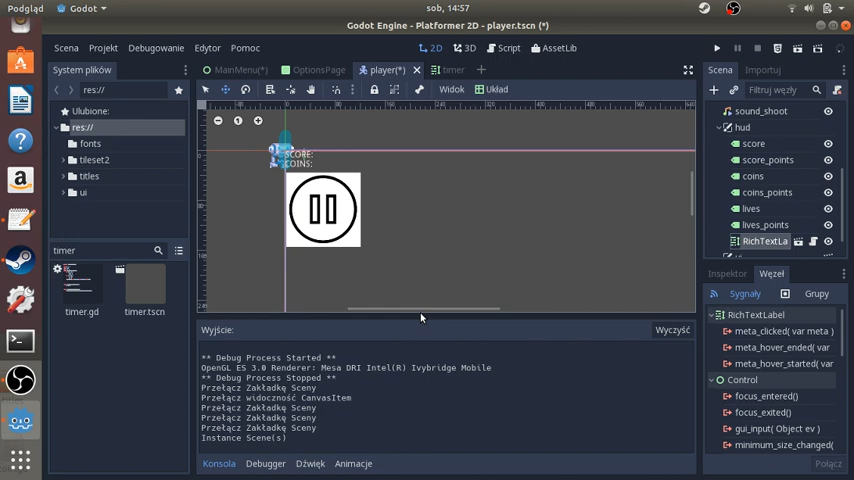 Podgląd
Godot
sob, 14:57
Godot Engine - Platformer 2D - player.tscn (*)
Scena
Projekt
Debugowanie
Edytor
Pomoc
2D
3D
Script
AssetLib
System plików
MainMenu(*)
OptionsPage
player(*)
timer
Scena
Importuj
res://
Widok
Układ
Filtruj węzły
Ulubione:
res://
fonts
tileset2
titles
ui
SCORE:
COINS:
sound_shoot
hud
score
score_points
coins
coins_points
lives
lives_points
RichTextLa
timer
timer.gd
timer.tscn
Inspektor
Węzeł
Sygnały
Grupy
RichTextLabel
meta_clicked( var meta )
meta_hover_ended( var
meta_hover_started( var
Control
focus_entered()
focus_exited()
gui_input( Object ev )
minimum_size_changed(
Połącz
Wyjście:
Wyczyść
** Debug Process Started **
OpenGL ES 3.0 Renderer: Mesa DRI Intel(R) Ivybridge Mobile
** Debug Process Stopped **
Przełącz Zakładkę Sceny
Przełącz widoczność CanvasItem
Przełącz Zakładkę Sceny
Przełącz Zakładkę Sceny
Przełącz Zakładkę Sceny
Instance Scene(s)
Konsola
Debugger
Dźwięk
Animacje